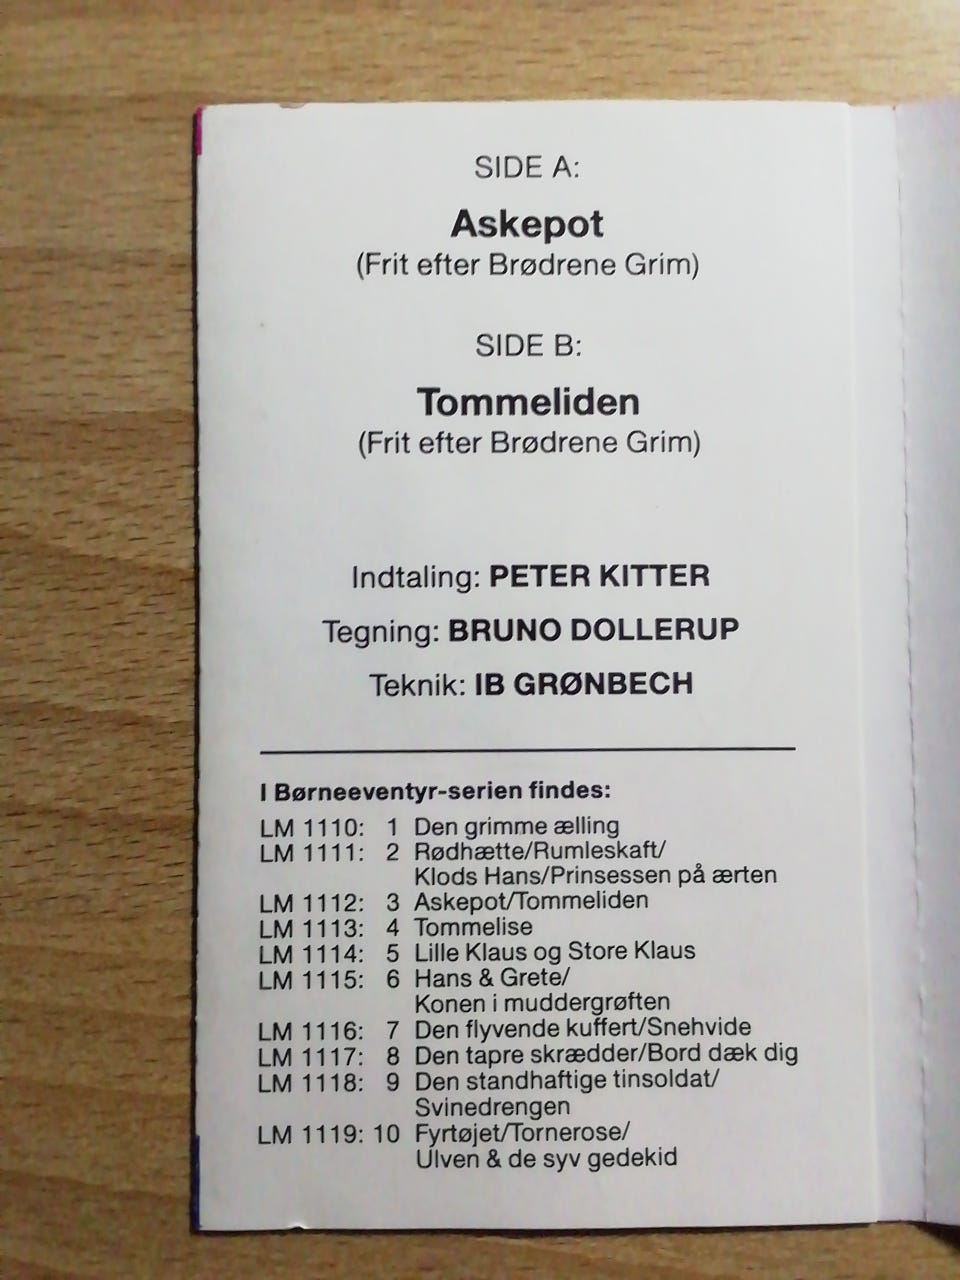 SIDE A:
Askepot
(Frit efter Brødrene Grim)
SIDE B:
Tommeliden
(Frit efter Brødrene Grim)
Indtaling: PETER KITTER
Tegning: BRUNO DOLLERUP
Teknik: IB GRØNBECH
I Børneeventyr-serien findes:
LM 1110: 1 Den grimme ælling
LM 1111: 2 Rødhætte/Rumleskaft/
Klods Hans/Prinsessen på ærten
LM 1112: 3 Askepot/Tommeliden
LM 1113: 4 Tommelise
LM 1114: 5 Lille Klaus og Store Klaus
LM 1115: 6 Hans & Grete/
Konen i muddergrøften
LM 1116: 7 Den flyvende kuffert/Snehvide
LM 1117: 8 Den tapre skrædder/Bord dæk dig
LM 1118: 9 Den standhaftige tinsoldat/
Svinedrengen
LM 1119: 10 Fyrtøjet/Tornerose/
Ulven & de syv gedekid